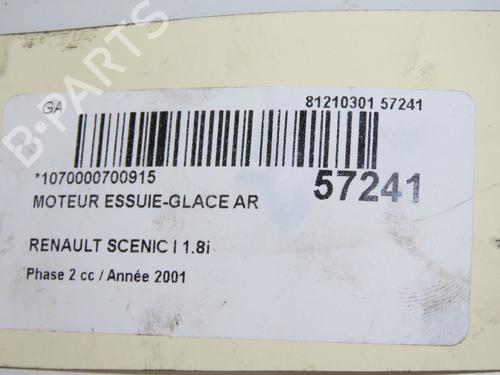 GA
81210301 57241
*1070000700915
57241
MOTEUR ESSUIE-GLACE AR
RENAULT SCENIC I 1.8i
Phase 2 cc / Année 2001
B-PARTS